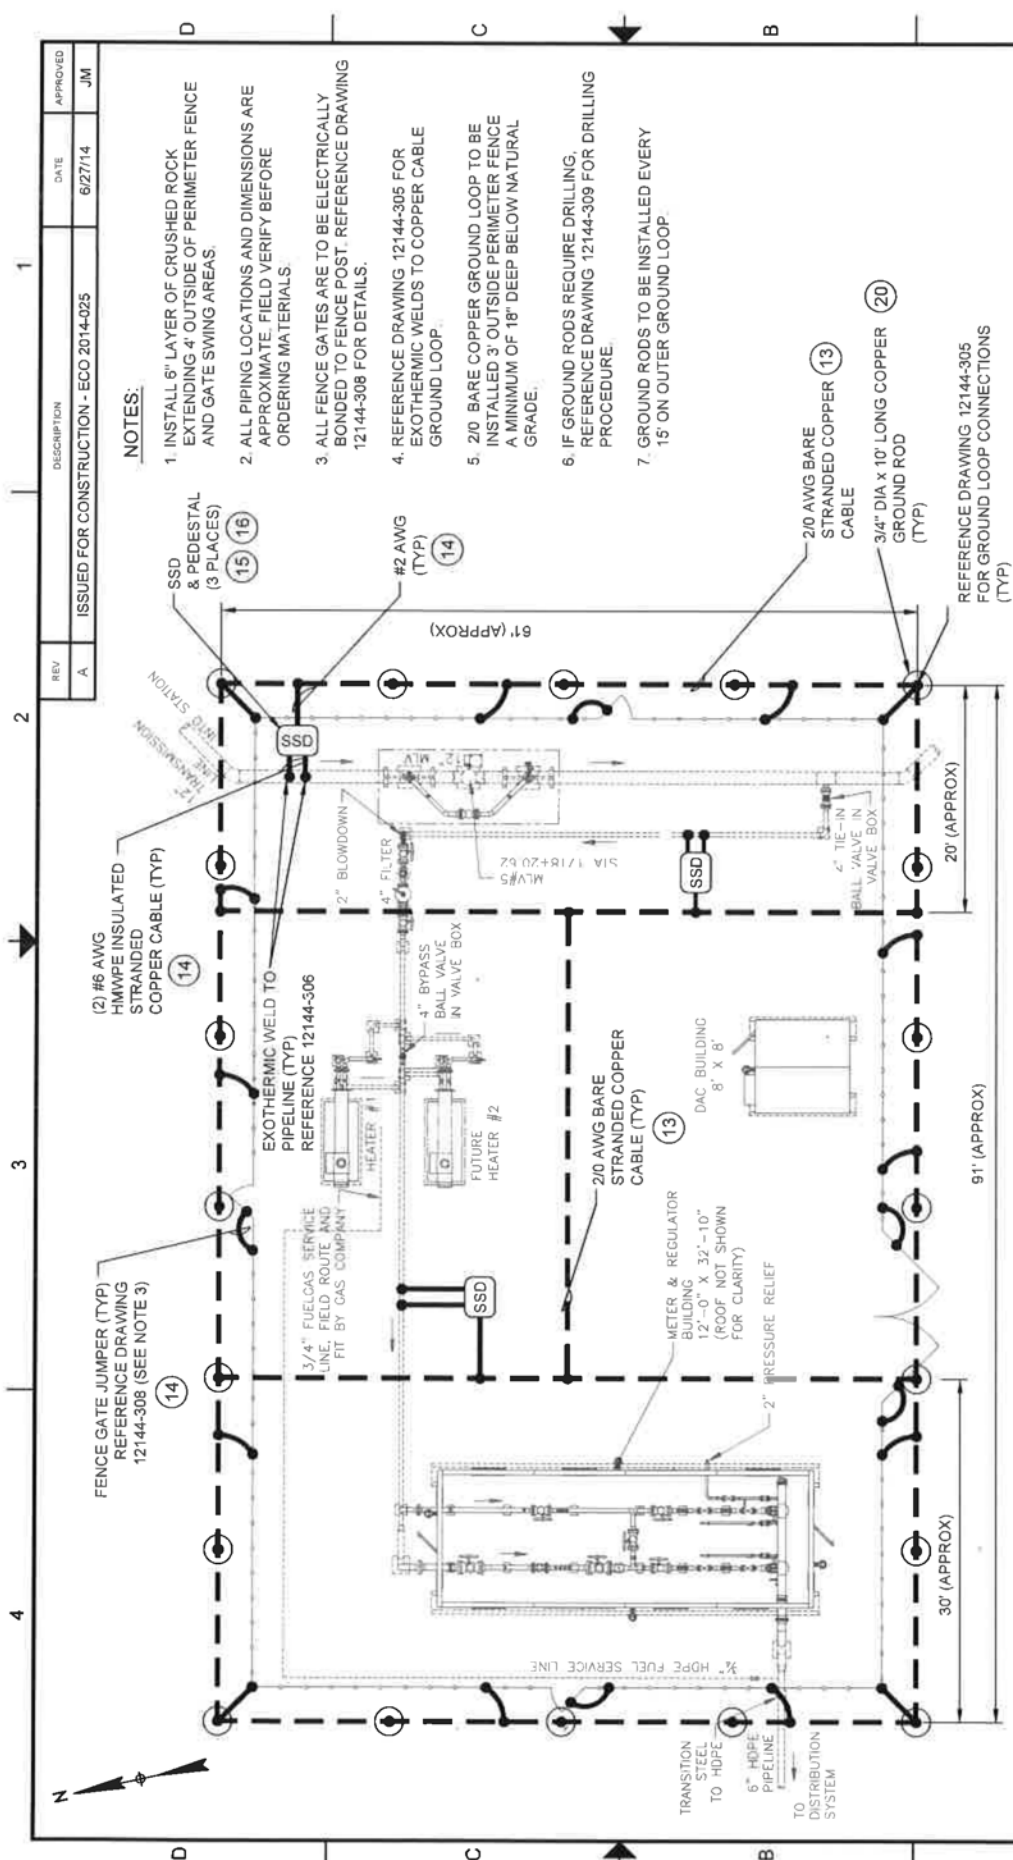 4
3
2
1
REV
DESCRIPTION
DATE
APPROVED
A
ISSUED FOR CONSTRUCTION - ECO 2014-025
6/27/14
JM
D
C
B
D
C
B
N
NOTES:
1. INSTALL 6" LAYER OF CRUSHED ROCK
EXTENDING 4' OUTSIDE OF PERIMETER FENCE
AND GATE SWING AREAS.
2. ALL PIPING LOCATIONS AND DIMENSIONS ARE
APPROXIMATE, FIELD VERIFY BEFORE
ORDERING MATERIALS.
3. ALL FENCE GATES ARE TO BE ELECTRICALLY
BONDED TO FENCE POST. REFERENCE DRAWING
12144-308 FOR DETAILS.
4. REFERENCE DRAWING 12144-305 FOR
EXOTHERMIC WELDS TO COPPER CABLE
GROUND LOOP.
5. 2/0 BARE COPPER GROUND LOOP TO BE
INSTALLED 3' OUTSIDE PERIMETER FENCE
A MINIMUM OF 18" DEEP BELOW NATURAL
GRADE.
6. IF GROUND RODS REQUIRE DRILLING,
REFERENCE DRAWING 12144-309 FOR DRILLING
PROCEDURE.
7. GROUND RODS TO BE INSTALLED EVERY
15' ON OUTER GROUND LOOP.
FENCE GATE JUMPER (TYP)
REFERENCE DRAWING
12144-308 (SEE NOTE 3)
14
(2) #6 AWG
HMWPE INSULATED
STRANDED
COPPER CABLE (TYP)
14
EXOTHERMIC WELD TO
PIPELINE (TYP)
REFERENCE 12144-306
12"
TRANSMISSION
LINE INTO
STATION
SSD
& PEDESTAL
(3 PLACES)
15
16
#2 AWG
(TYP)
14
SSD
61' (APPROX)
2" BLOWDOWN
4" FILTER
12"
MLV
MLV#5
STA 1718+20.62
4" BYPASS
BALL VALVE
IN VALVE BOX
HEATER #1
FUTURE
HEATER #2
3/4" FUELGAS SERVICE
LINE, FIELD ROUTE AND
FIT BY GAS COMPANY
SSD
SSD
2" TIE-IN
BALL VALVE IN
VALVE BOX
2/0 AWG BARE
STRANDED COPPER
CABLE (TYP)
13
DAC BUILDING
8' X 8'
METER & REGULATOR
BUILDING
12'-0" X 32'-10"
(ROOF NOT SHOWN
FOR CLARITY)
2" PRESSURE RELIEF
¾" HDPE FUEL SERVICE LINE
TRANSITION
STEEL
TO HDPE
6" HDPE
PIPELINE
TO
DISTRIBUTION
SYSTEM
2/0 AWG BARE
STRANDED COPPER
CABLE
13
3/4" DIA x 10' LONG COPPER
GROUND ROD
(TYP)
20
REFERENCE DRAWING 12144-305
FOR GROUND LOOP CONNECTIONS
(TYP)
30' (APPROX)
20' (APPROX)
91' (APPROX)